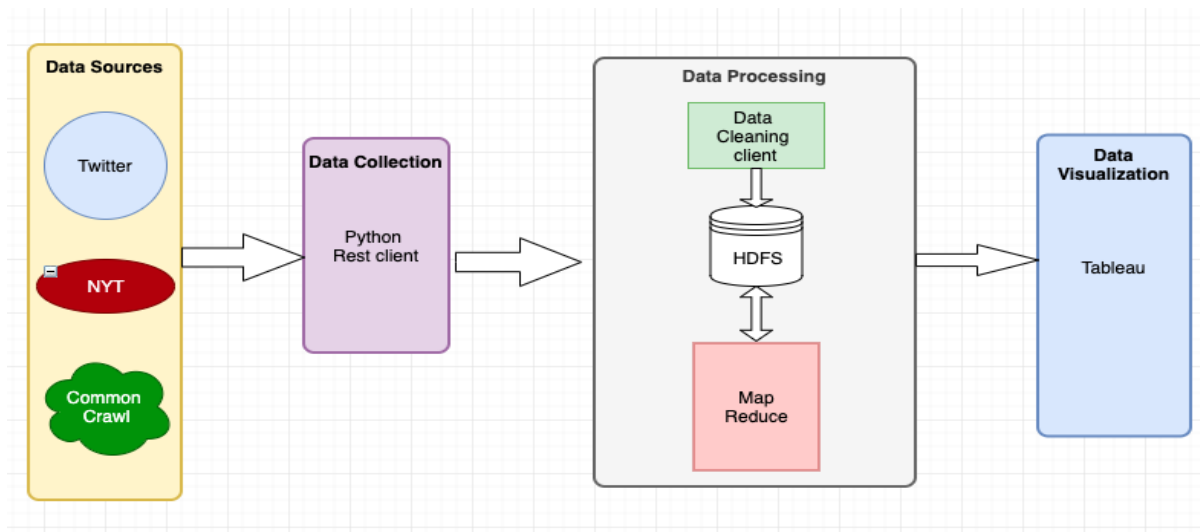 Data Sources
Twitter
NYT
Common
Crawl
Data Collection
Python
Rest client
Data Processing
Data
Cleaning
client
HDFS
Map
Reduce
Data
Visualization
Tableau